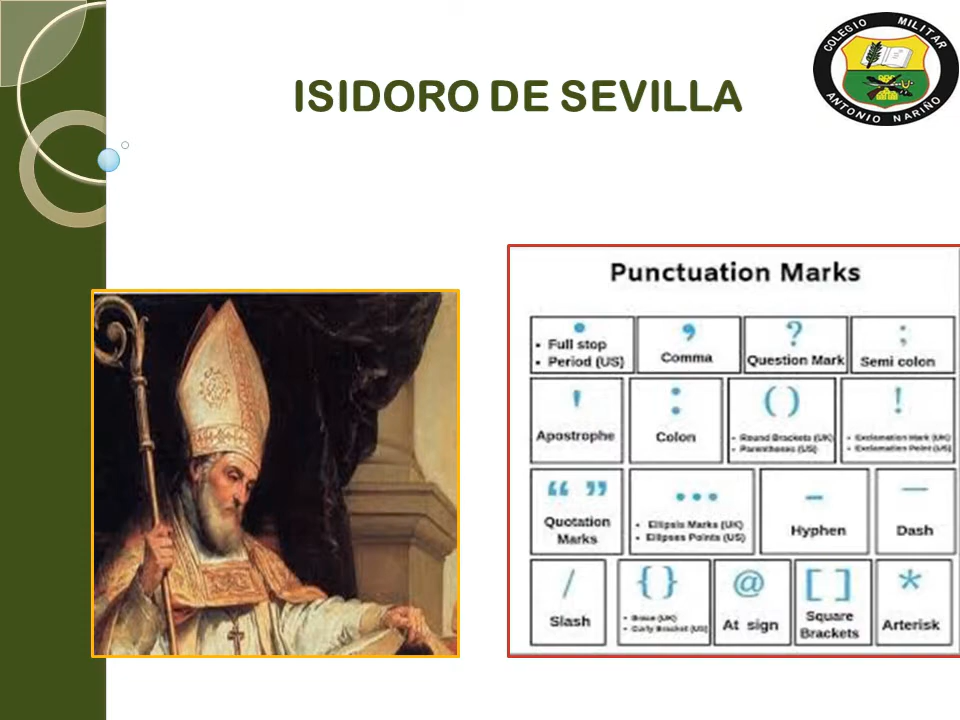 COLEGIO MILITAR
ANTONIO NARIÑO
ISIDORO DE SEVILLA
Punctuation Marks
• Full stop
• Period (US)
, 
Comma
?
Question Mark
;
Semi colon
'
Apostrophe
:
Colon
( )
• Round Brackets (UK)
• Parentheses (US)
!
• Exclamation Mark (UK)
• Exclamation Point (US)
“ ”
Quotation
Marks
...
• Ellipsis Marks (UK)
• Ellipses Points (US)
-
Hyphen
—
Dash
/
Slash
{ }
• Brace (UK)
• Curly Bracket (US)
@
At sign
[ ]
Square
Brackets
*
Arterisk